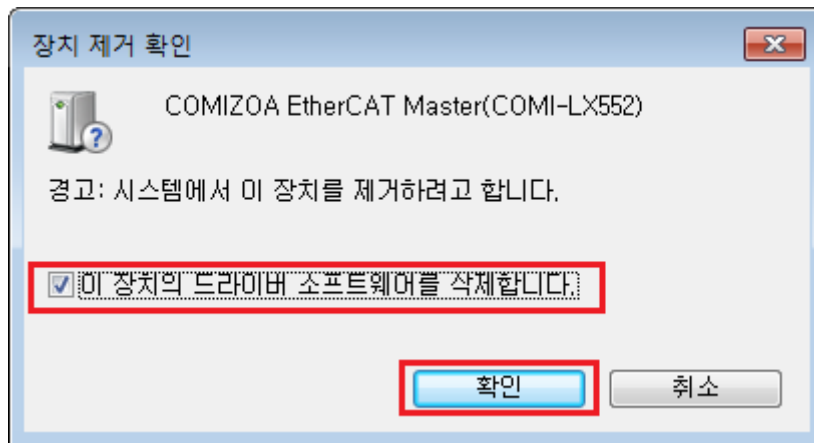 장치 제거 확인
COMIZOA EtherCAT Master(COMI-LX552)
경고: 시스템에서 이 장치를 제거하려고 합니다.
이 장치의 드라이버 소프트웨어를 삭제합니다.
확인 취소